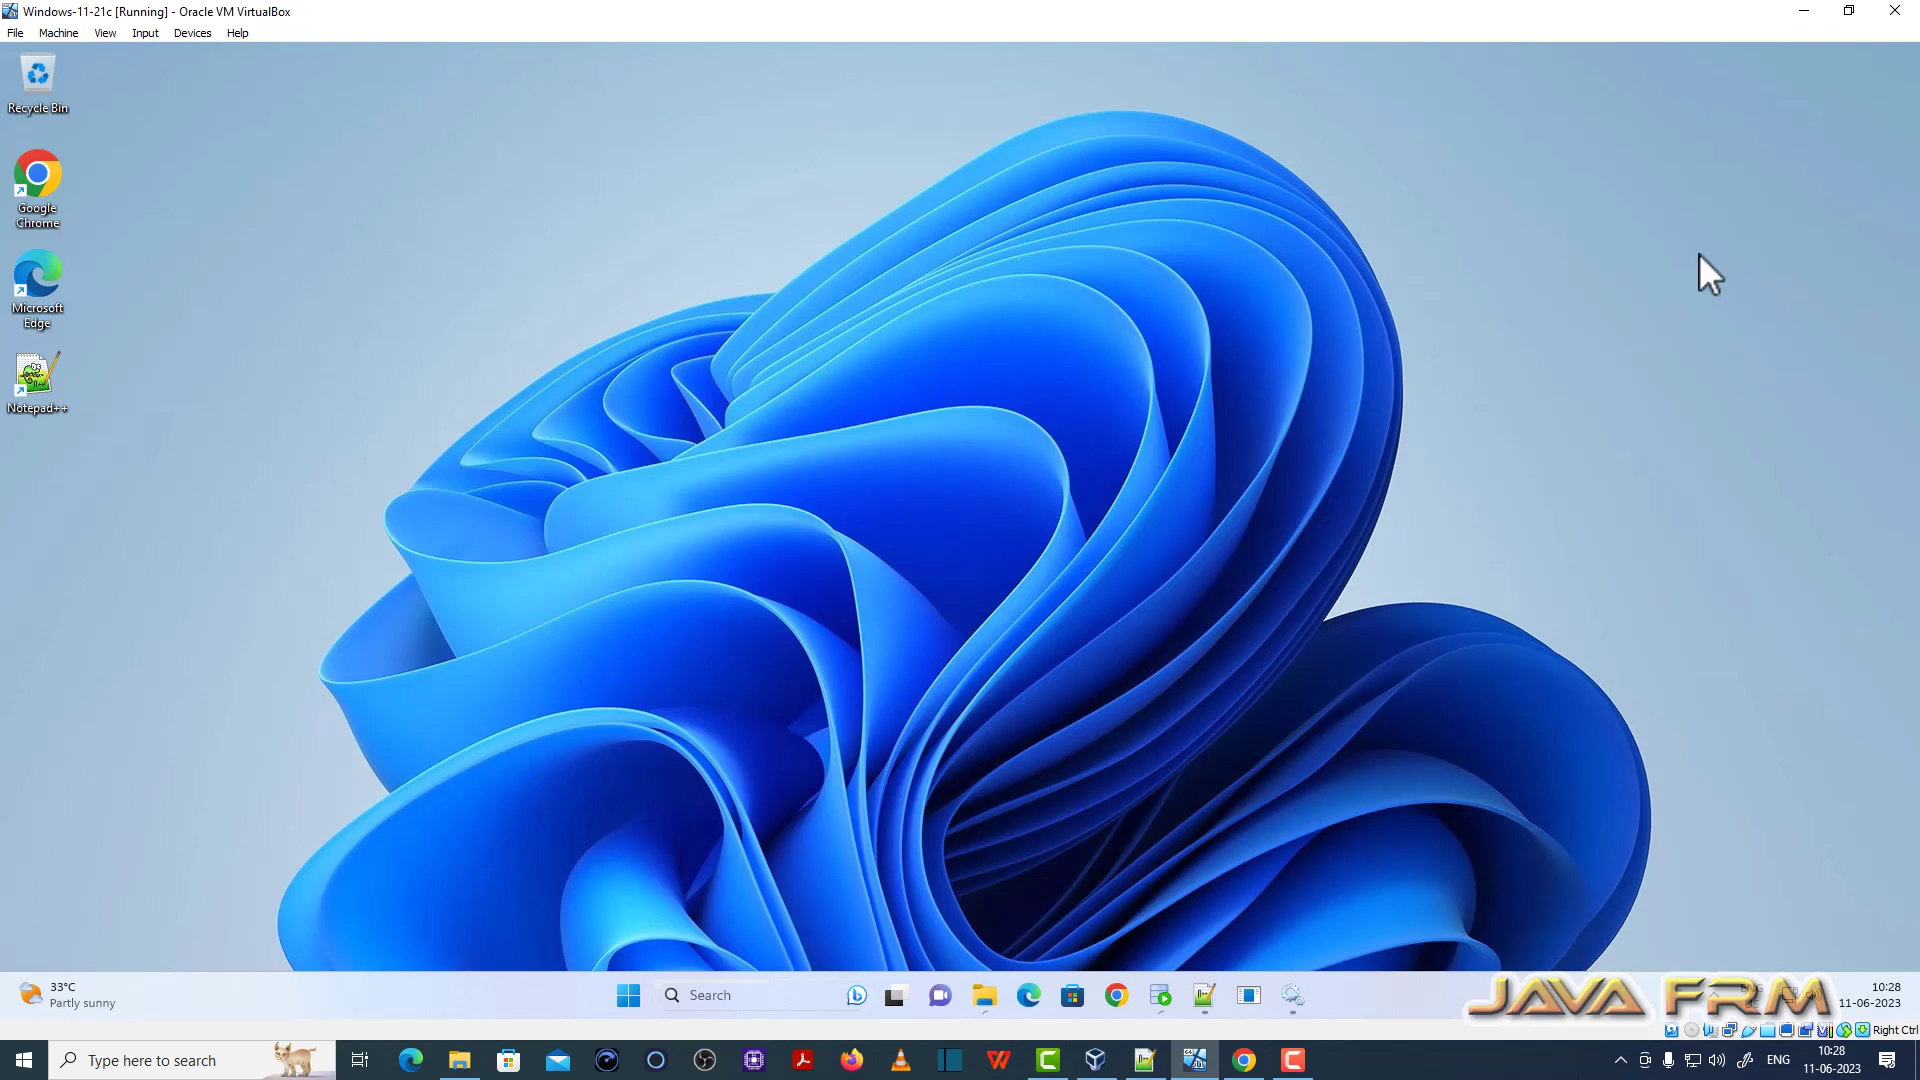 Windows-11-21c [Running] - Oracle VM VirtualBox
File Machine View Input Devices Help
Recycle Bin
Google
Chrome
Microsoft
Edge
Notepad++
33°C
Partly sunny
Search
JAVA FRM
10:28
11-06-2023
Right Ctrl
Type here to search
ENG
10:28
11-06-2023